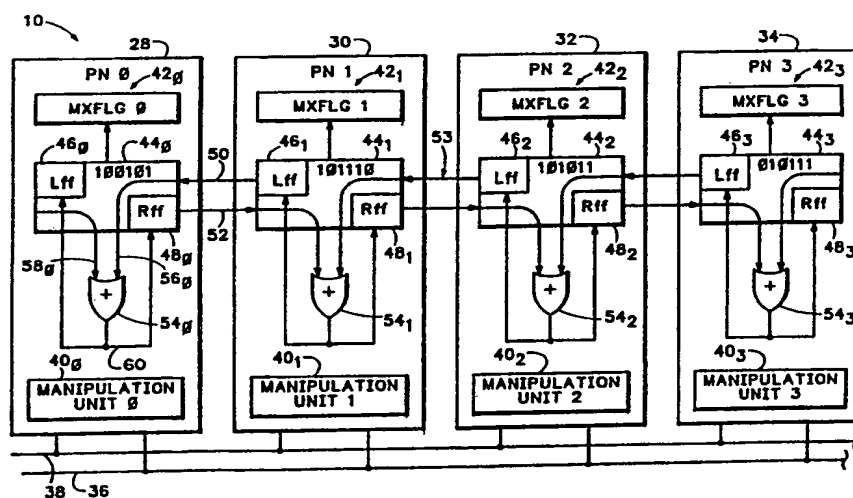 10
28
30
32
34
PN 0
PN 1
PN 2
PN 3
42₀
42₁
42₂
42₃
MXFLG 0
MXFLG 1
MXFLG 2
MXFLG 3
46₀
44₀
50
46₁
44₁
53
46₂
44₂
46₃
44₃
100101
101110
101011
010111
Lff
Lff
Lff
Lff
Rff
Rff
Rff
Rff
52
48₀
48₁
48₂
48₃
58₀
56₀
+
+
+
+
54₀
54₁
54₂
54₃
40₀
60
40₁
40₂
40₃
MANIPULATION UNIT 0
MANIPULATION UNIT 1
MANIPULATION UNIT 2
MANIPULATION UNIT 3
38
36